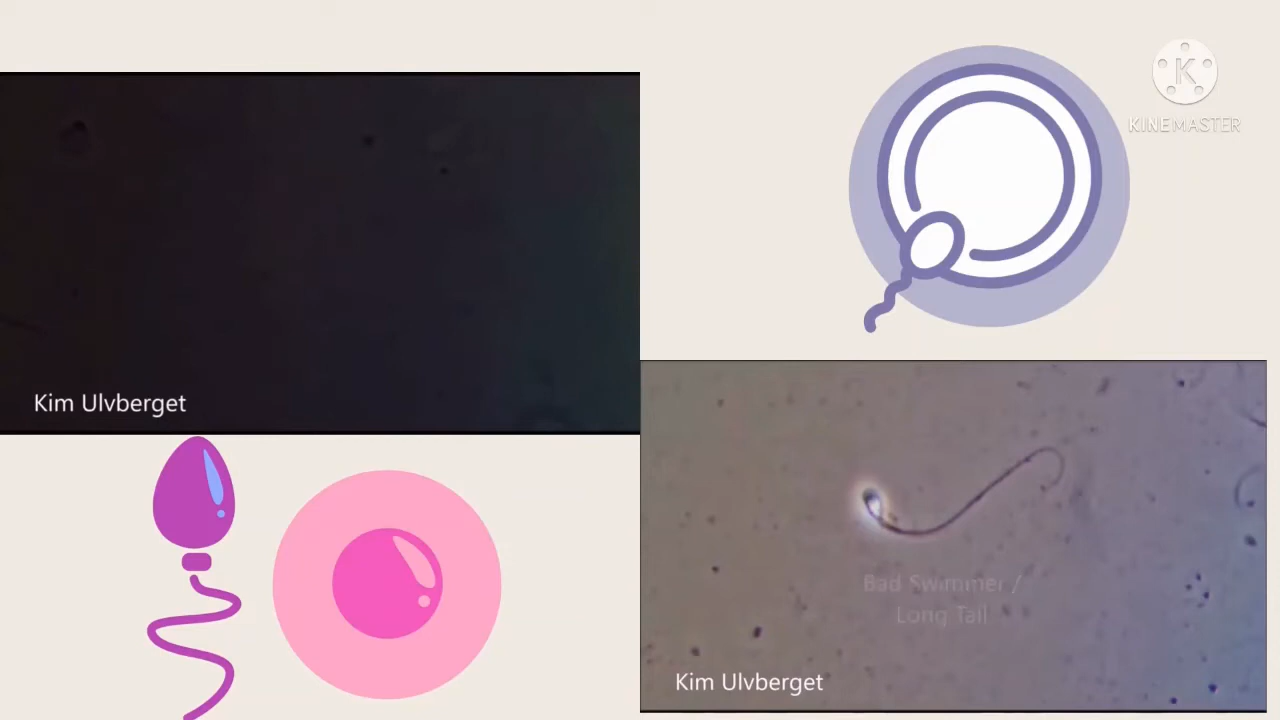 K
KINEMASTER
Kim Ulvberget
Bad Swimmer /
Long Tail
Kim Ulvberget